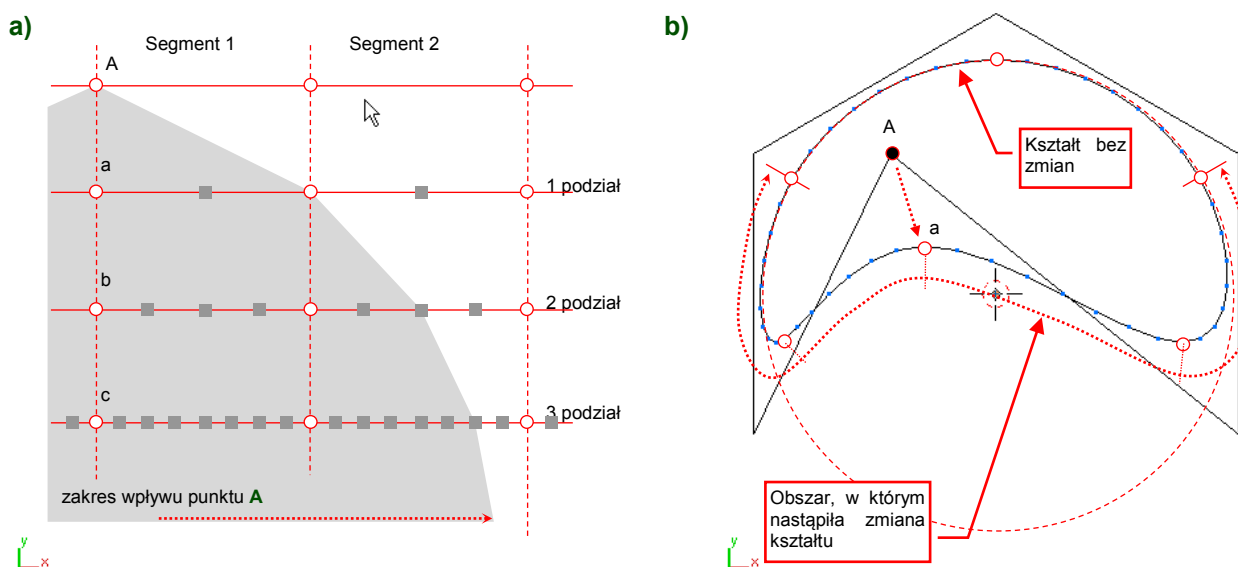 a)
Segment 1
Segment 2
A
a
1 podział
b
2 podział
c
3 podział
zakres wpływu punktu A
y
x
b)
A
Kształt bez
zmian
a
Obszar, w którym
nastąpiła zmiana
kształtu
y
x